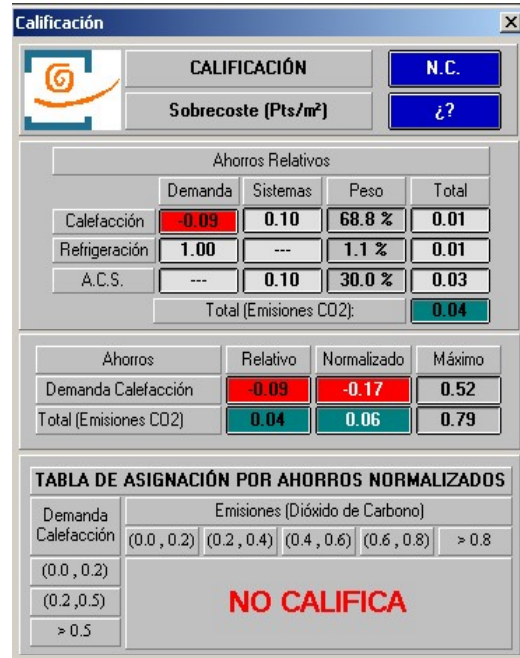 Calificación
CALIFICACIÓN N.C.
Sobrecoste (Pts/m²) ¿?
Ahorros Relativos
Demanda Sistemas Peso Total
Calefacción -0.09 0.10 68.8 % 0.01
Refrigeración 1.00 --- 1.1 % 0.01
A.C.S. --- 0.10 30.0 % 0.03
Total (Emisiones CO2): 0.04
Ahorros Relativo Normalizado Máximo
Demanda Calefacción -0.09 -0.17 0.52
Total (Emisiones CO2) 0.04 0.06 0.79
TABLA DE ASIGNACIÓN POR AHORROS NORMALIZADOS
Demanda Calefacción Emisiones (Dióxido de Carbono)
(0.0 , 0.2) (0.2 , 0.4) (0.4 , 0.6) (0.6 , 0.8) > 0.8
(0.0 , 0.2)
(0.2 ,0.5)
> 0.5
NO CALIFICA